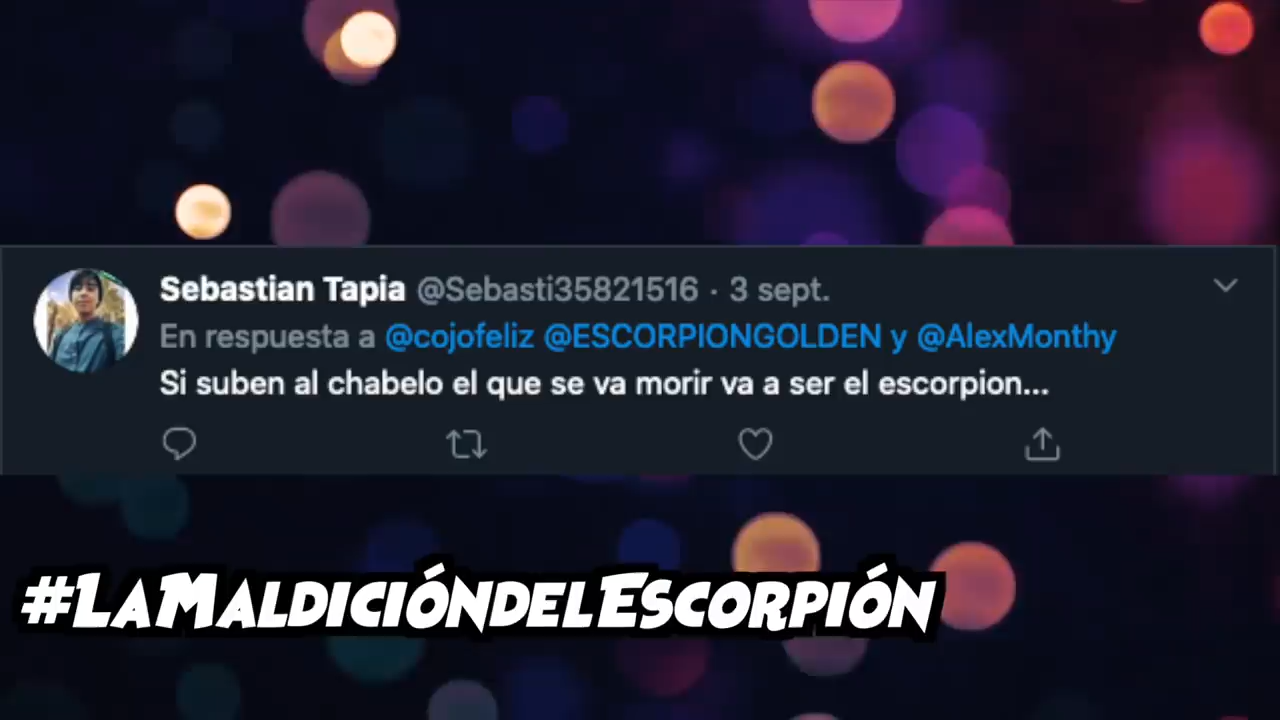 Sebastian Tapia @Sebasti35821516 · 3 sept.
En respuesta a @cojofeliz @ESCORPIONGOLDEN y @AlexMonthy
Si suben al chabelo el que se va morir va a ser el escorpion...
#LaMaldicióndelEscorpión